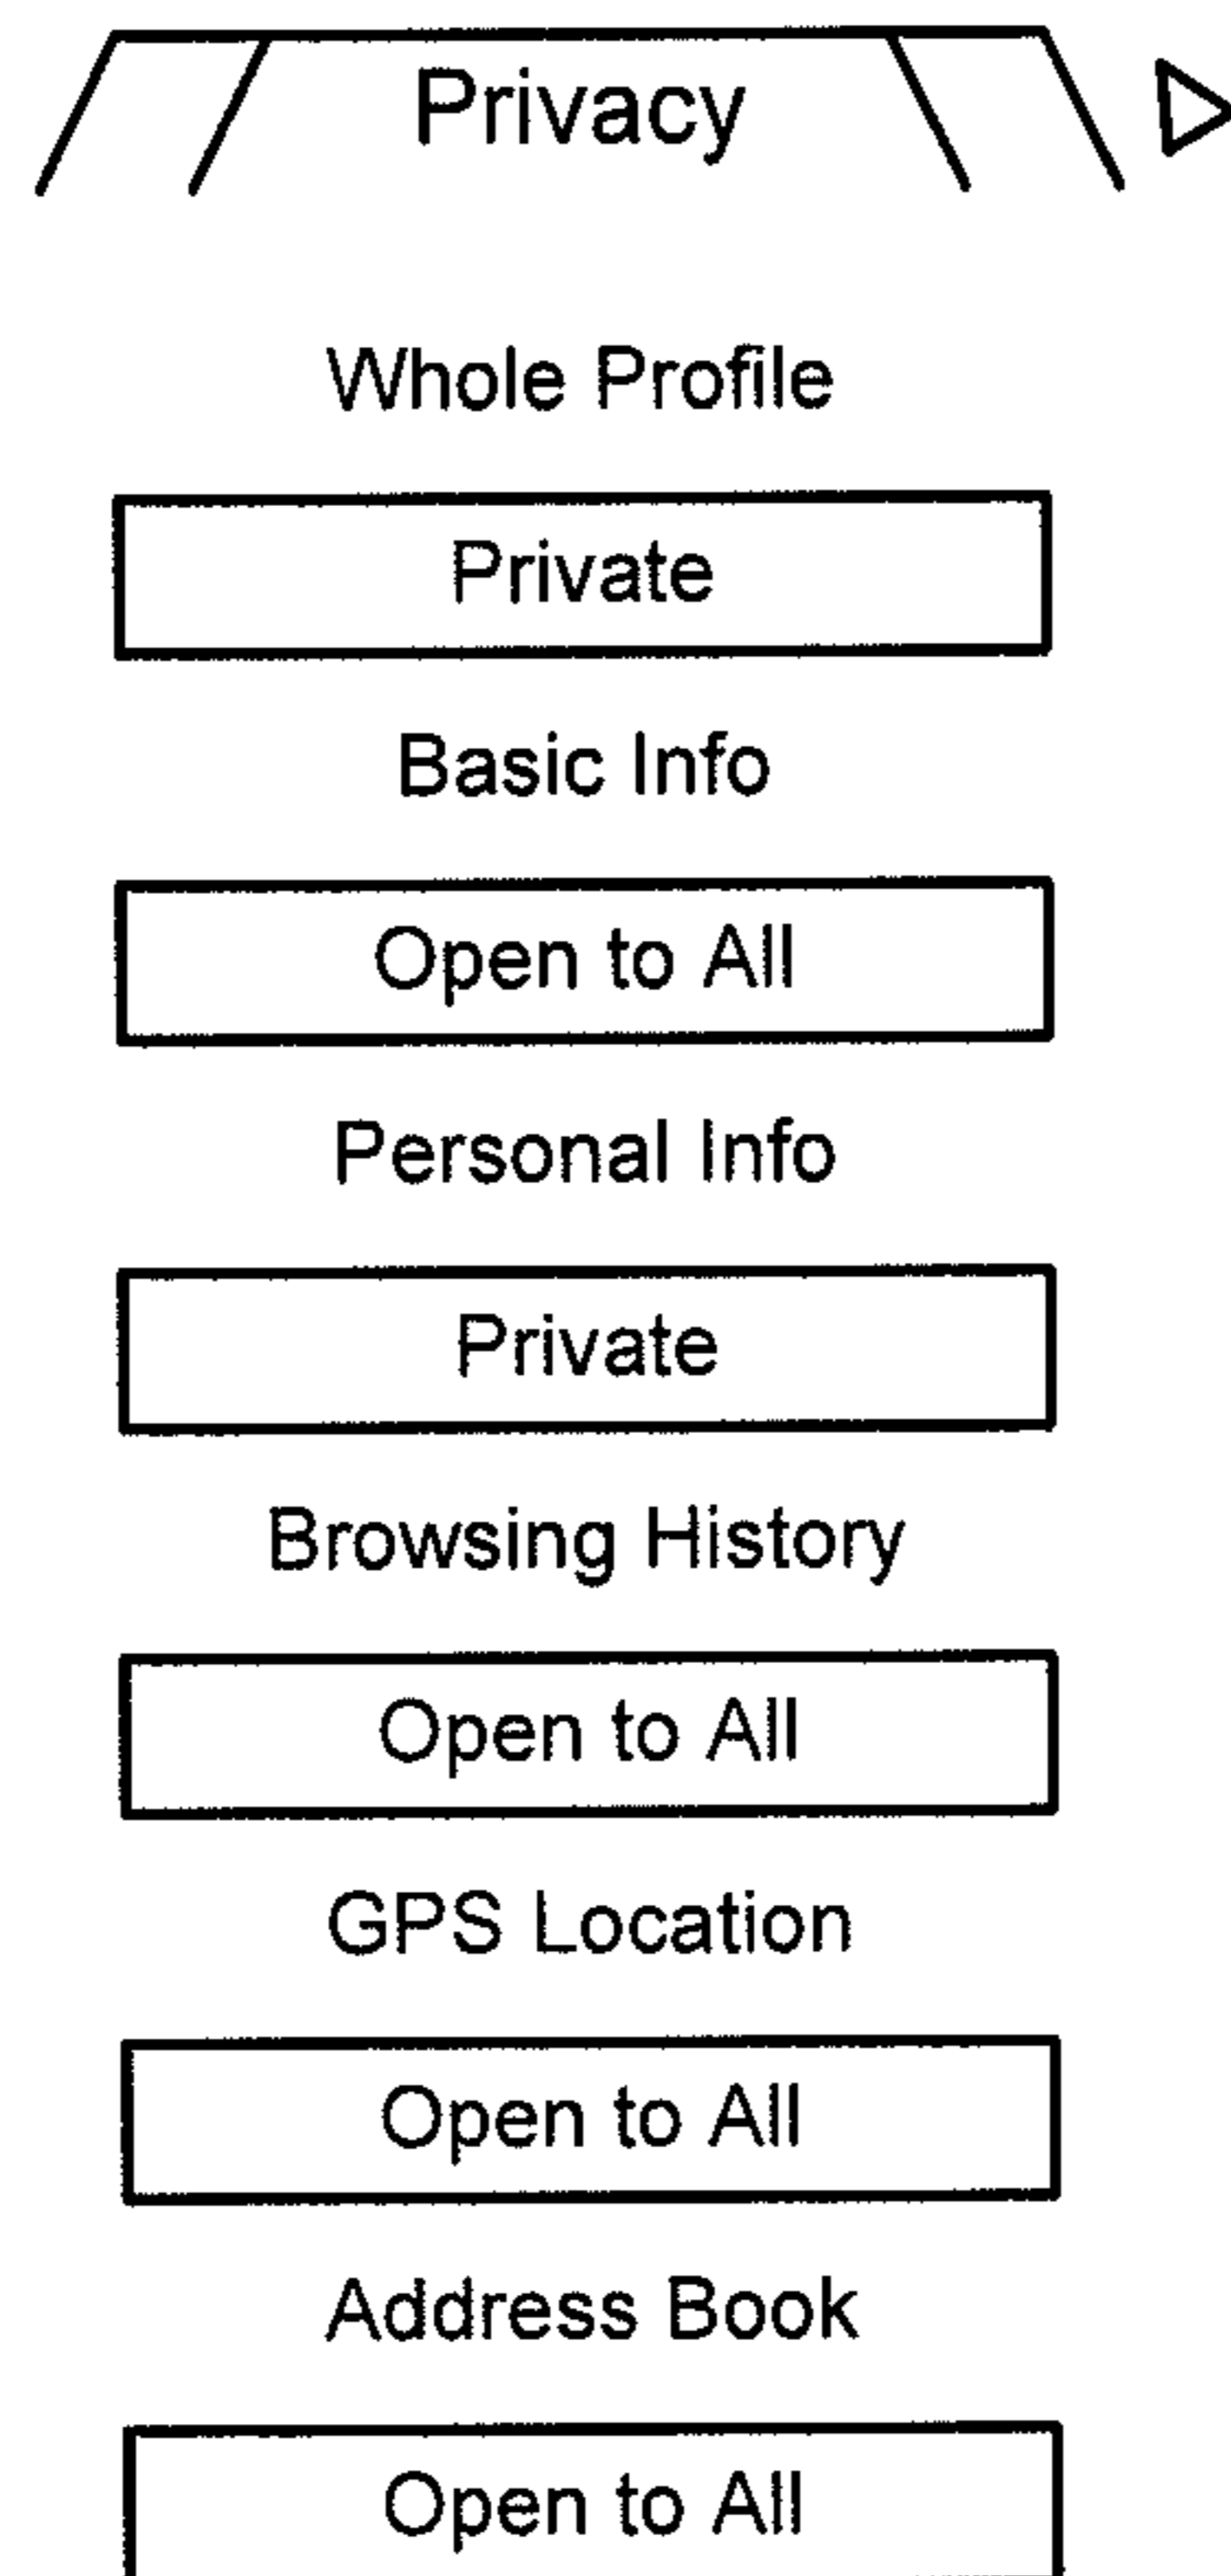 Privacy
Whole Profile
Private
Basic Info
Open to All
Personal Info
Private
Browsing History
Open to All
GPS Location
Open to All
Address Book
Open to All